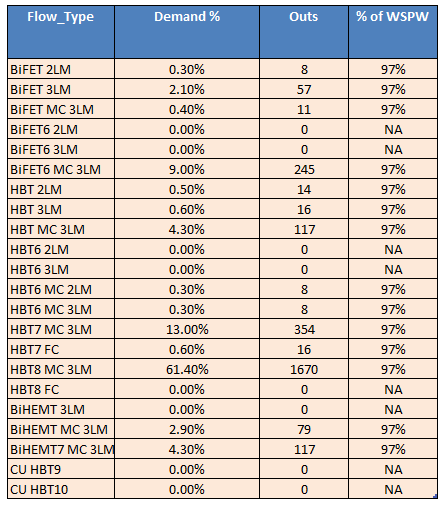 Flow_Type Demand % Outs % of WSPW
BiFET 2LM 0.30% 8 97%
BiFET 3LM 2.10% 57 97%
BiFET MC 3LM 0.40% 11 97%
BiFET6 2LM 0.00% 0 NA
BiFET6 3LM 0.00% 0 NA
BiFET6 MC 3LM 9.00% 245 97%
HBT 2LM 0.50% 14 97%
HBT 3LM 0.60% 16 97%
HBT MC 3LM 4.30% 117 97%
HBT6 2LM 0.00% 0 NA
HBT6 3LM 0.00% 0 NA
HBT6 MC 2LM 0.30% 8 97%
HBT6 MC 3LM 0.30% 8 97%
HBT7 MC 3LM 13.00% 354 97%
HBT7 FC 0.60% 16 97%
HBT8 MC 3LM 61.40% 1670 97%
HBT8 FC 0.00% 0 NA
BiHEMT 3LM 0.00% 0 NA
BiHEMT MC 3LM 2.90% 79 97%
BiHEMT7 MC 3LM 4.30% 117 97%
CU HBT9 0.00% 0 NA
CU HBT10 0.00% 0 NA